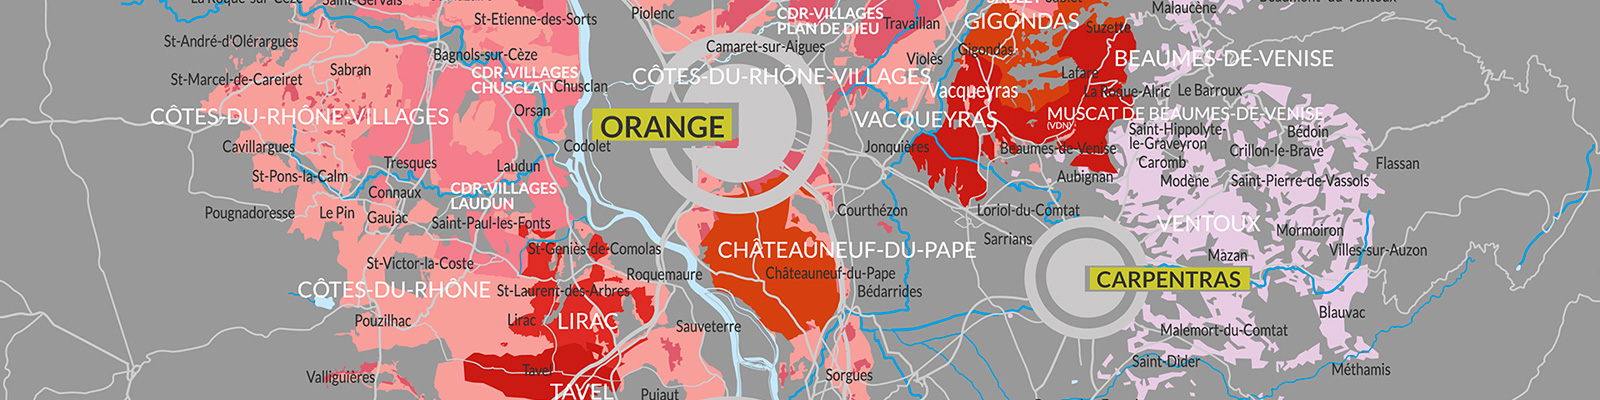 La Roque-sur-Cèze
Saint-Gervais
St-Etienne-des-Sorts
Piolenc
CDR-VILLAGES
PLAN DE DIEU
Travaillan
GIGONDAS
Malaucène
Suzette
St-André-d'Olérargues
Bagnols-sur-Cèze
Camaret-sur-Aigues
Violès
Gigondas
BEAUMES-DE-VENISE
Sabran
CDR-VILLAGES
CHUSCLAN
Chusclan
CÔTES-DU-RHÔNE-VILLAGES
Lafare
St-Marcel-de-Careiret
Vacqueyras
La Roque-Alric
Le Barroux
CÔTES-DU-RHÔNE-VILLAGES
Orsan
ORANGE
VACQUEYRAS
MUSCAT DE BEAUMES-DE-VENISE
(VDN)
Saint-Hippolyte-
le-Graveyron
Bédoin
Cavillargues
Codolet
Jonquières
Beaumes-de-Venise
Crillon-le-Brave
Tresques
Laudun
Caromb
Flassan
St-Pons-la-Calm
Connaux
CDR-VILLAGES
LAUDUN
Aubignan
Modène
Saint-Pierre-de-Vassols
Pougnadoresse
Le Pin
Gaujac
Saint-Paul-les-Fonts
Courthézon
Loriol-du-Comtat
VENTOUX
Mormoiron
Sarrians
St-Geniès-de-Comolas
CHÂTEAUNEUF-DU-PAPE
Mazan
Villes-sur-Auzon
St-Victor-la-Coste
Roquemaure
Châteauneuf-du-Pape
CARPENTRAS
CÔTES-DU-RHÔNE
St-Laurent-des-Arbres
Bédarrides
Pouzilhac
Lirac
LIRAC
Sauveterre
Blauvac
Malemort-du-Comtat
Saint-Didier
Méthamis
Valliguières
Tavel
TAVEL
Sorgues
Pujaut